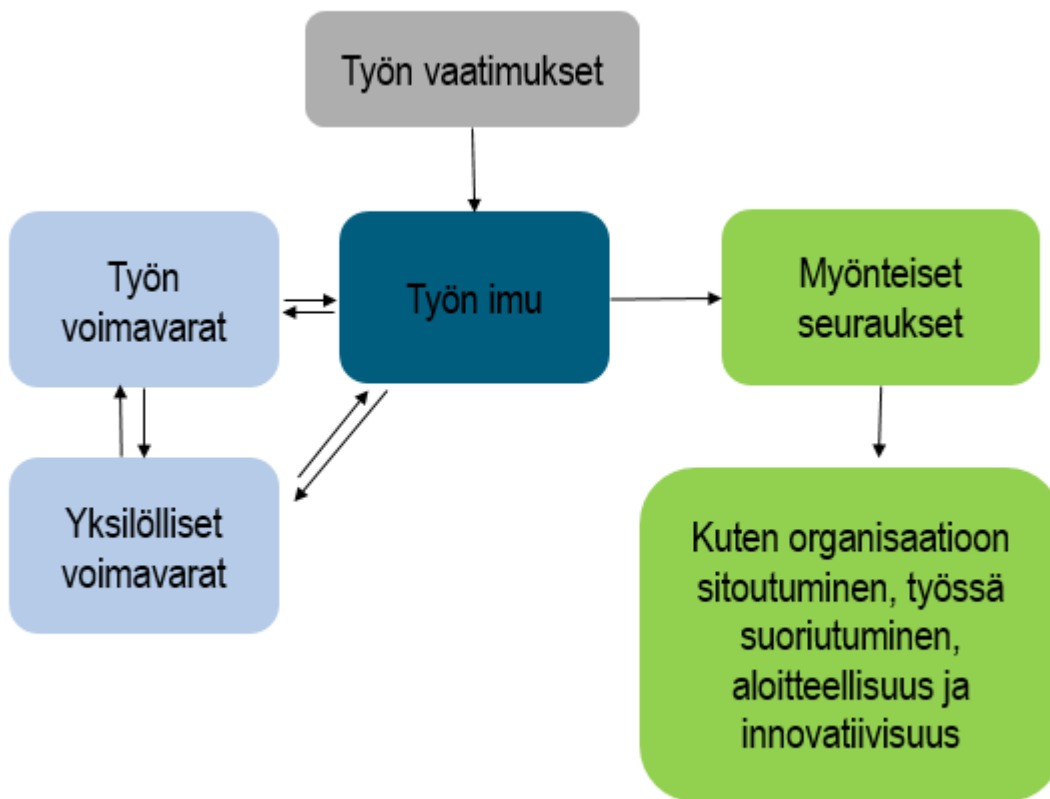 Työn vaatimukset
Työn
voimavarat
Työn imu
Myönteiset
seuraukset
Yksilölliset
voimavarat
Kuten organisaatioon
sitoutuminen, työssä
suoriutuminen,
aloitteellisuus ja
innovatiivisuus